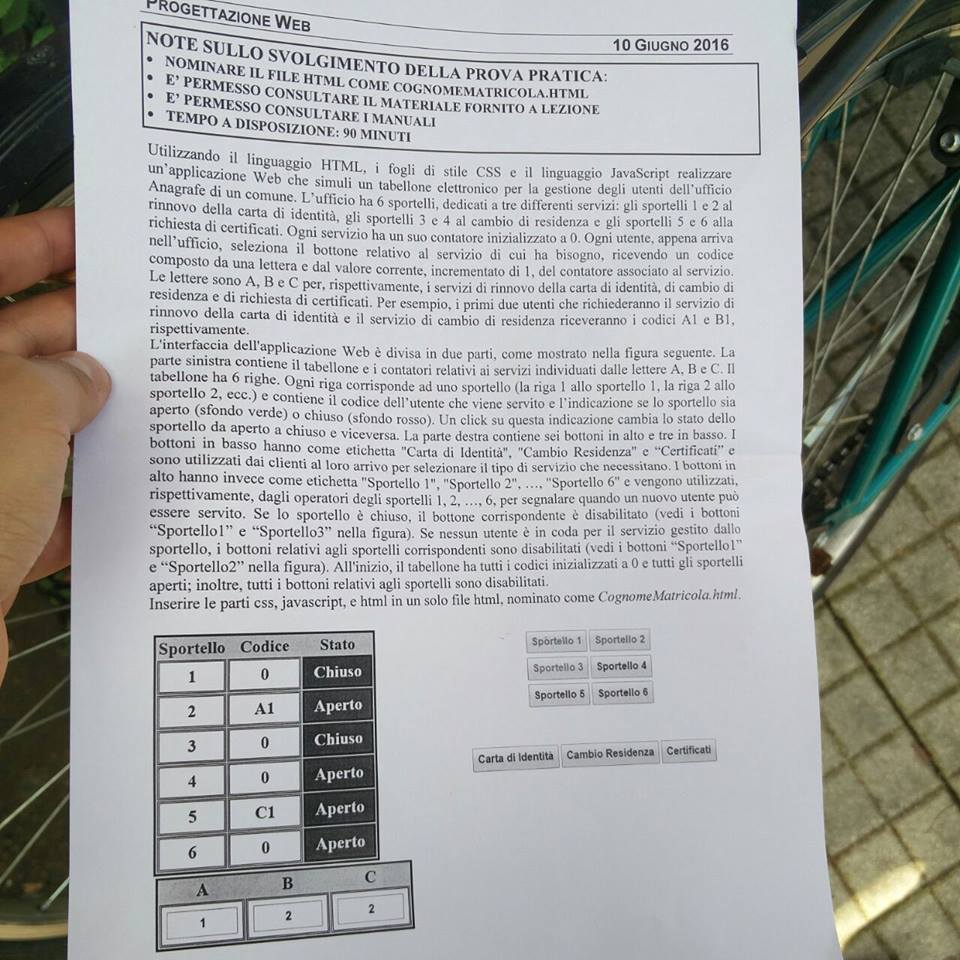 PROGETTAZIONE WEB
10 GIUGNO 2016
NOTE SULLO SVOLGIMENTO DELLA PROVA PRATICA:
• NOMINARE IL FILE HTML COME COGNOMEMATRICOLA.HTML
• E' PERMESSO CONSULTARE IL MATERIALE FORNITO A LEZIONE
• E' PERMESSO CONSULTARE I MANUALI
• TEMPO A DISPOSIZIONE: 90 MINUTI
Utilizzando il linguaggio HTML, i fogli di stile CSS e il linguaggio JavaScript realizzare
un'applicazione Web che simuli un tabellone elettronico per la gestione degli utenti dell'ufficio
Anagrafe di un comune. L'ufficio ha 6 sportelli, dedicati a tre differenti servizi: gli sportelli 1 e 2 al
rinnovo della carta di identità, gli sportelli 3 e 4 al cambio di residenza e gli sportelli 5 e 6 alla
richiesta di certificati. Ogni servizio ha un suo contatore inizializzato a 0. Ogni utente, appena arriva
nell'ufficio, seleziona il bottone relativo al servizio di cui ha bisogno, ricevendo un codice
composto da una lettera e dal valore corrente, incrementato di 1, del contatore associato al servizio.
Le lettere sono A, B e C per, rispettivamente, i servizi di rinnovo della carta di identità, di cambio di
residenza e di richiesta di certificati. Per esempio, i primi due utenti che richiederanno il servizio di
rinnovo della carta di identità e il servizio di cambio di residenza riceveranno i codici A1 e B1,
rispettivamente.
L'interfaccia dell'applicazione Web è divisa in due parti, come mostrato nella figura seguente. La
parte sinistra contiene il tabellone e i contatori relativi ai servizi individuati dalle lettere A, B e C. Il
tabellone ha 6 righe. Ogni riga corrisponde ad uno sportello (la riga 1 allo sportello 1, la riga 2 allo
sportello 2, ecc.) e contiene il codice dell'utente che viene servito e l'indicazione se lo sportello sia
aperto (sfondo verde) o chiuso (sfondo rosso). Un click su questa indicazione cambia lo stato dello
sportello da aperto a chiuso e viceversa. La parte destra contiene sei bottoni in alto e tre in basso. I
bottoni in basso hanno come etichetta "Carta di Identità", "Cambio Residenza" e "Certificati" e
sono utilizzati dai clienti al loro arrivo per selezionare il tipo di servizio che necessitano. I bottoni in
alto hanno invece come etichetta "Sportello 1", "Sportello 2", …, "Sportello 6" e vengono utilizzati,
rispettivamente, dagli operatori degli sportelli 1, 2, …, 6, per segnalare quando un nuovo utente può
essere servito. Se lo sportello è chiuso, il bottone corrispondente è disabilitato (vedi i bottoni
“Sportello1” e “Sportello3” nella figura). Se nessun utente è in coda per il servizio gestito dallo
sportello, i bottoni relativi agli sportelli corrispondenti sono disabilitati (vedi i bottoni “Sportello1”
e “Sportello2” nella figura). All'inizio, il tabellone ha tutti i codici inizializzati a 0 e tutti gli sportelli
aperti; inoltre, tutti i bottoni relativi agli sportelli sono disabilitati.
Inserire le parti css, javascript, e html in un solo file html, nominato come CognomeMatricola.html.
Sportello Codice Stato
1 0 Chiuso
2 A1 Aperto
3 0 Chiuso
4 0 Aperto
5 C1 Aperto
6 0 Aperto
A B C
1 2 2
Sportello 1 Sportello 2
Sportello 3 Sportello 4
Sportello 5 Sportello 6
Carta di Identità Cambio Residenza Certificati